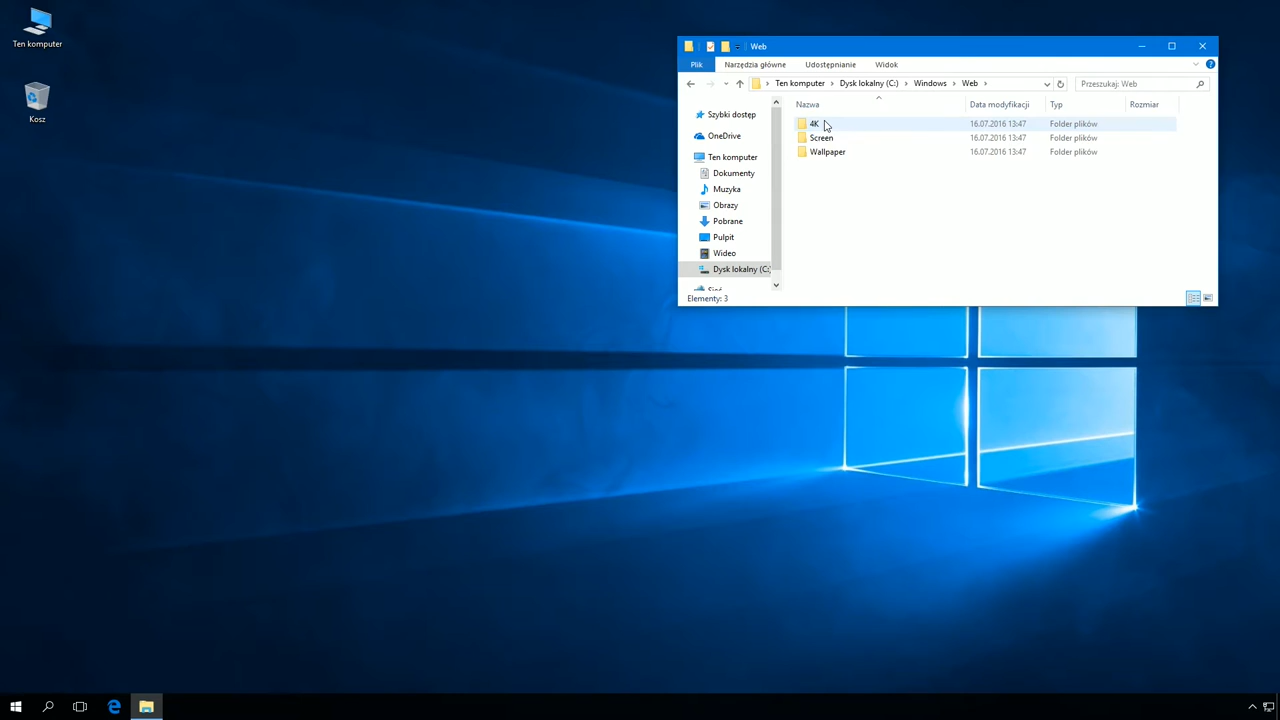 Ten komputer
Kosz
Web
Plik Narzędzia główne Udostępnianie Widok
Ten komputer Dysk lokalny (C:) Windows Web
Przeszukaj: Web
Szybki dostęp
OneDrive
Ten komputer
Dokumenty
Muzyka
Obrazy
Pobrane
Pulpit
Wideo
Dysk lokalny (C:)
Sieć
Nazwa Data modyfikacji Typ Rozmiar
4K 16.07.2016 13:47 Folder plików
Screen 16.07.2016 13:47 Folder plików
Wallpaper 16.07.2016 13:47 Folder plików
Elementy: 3